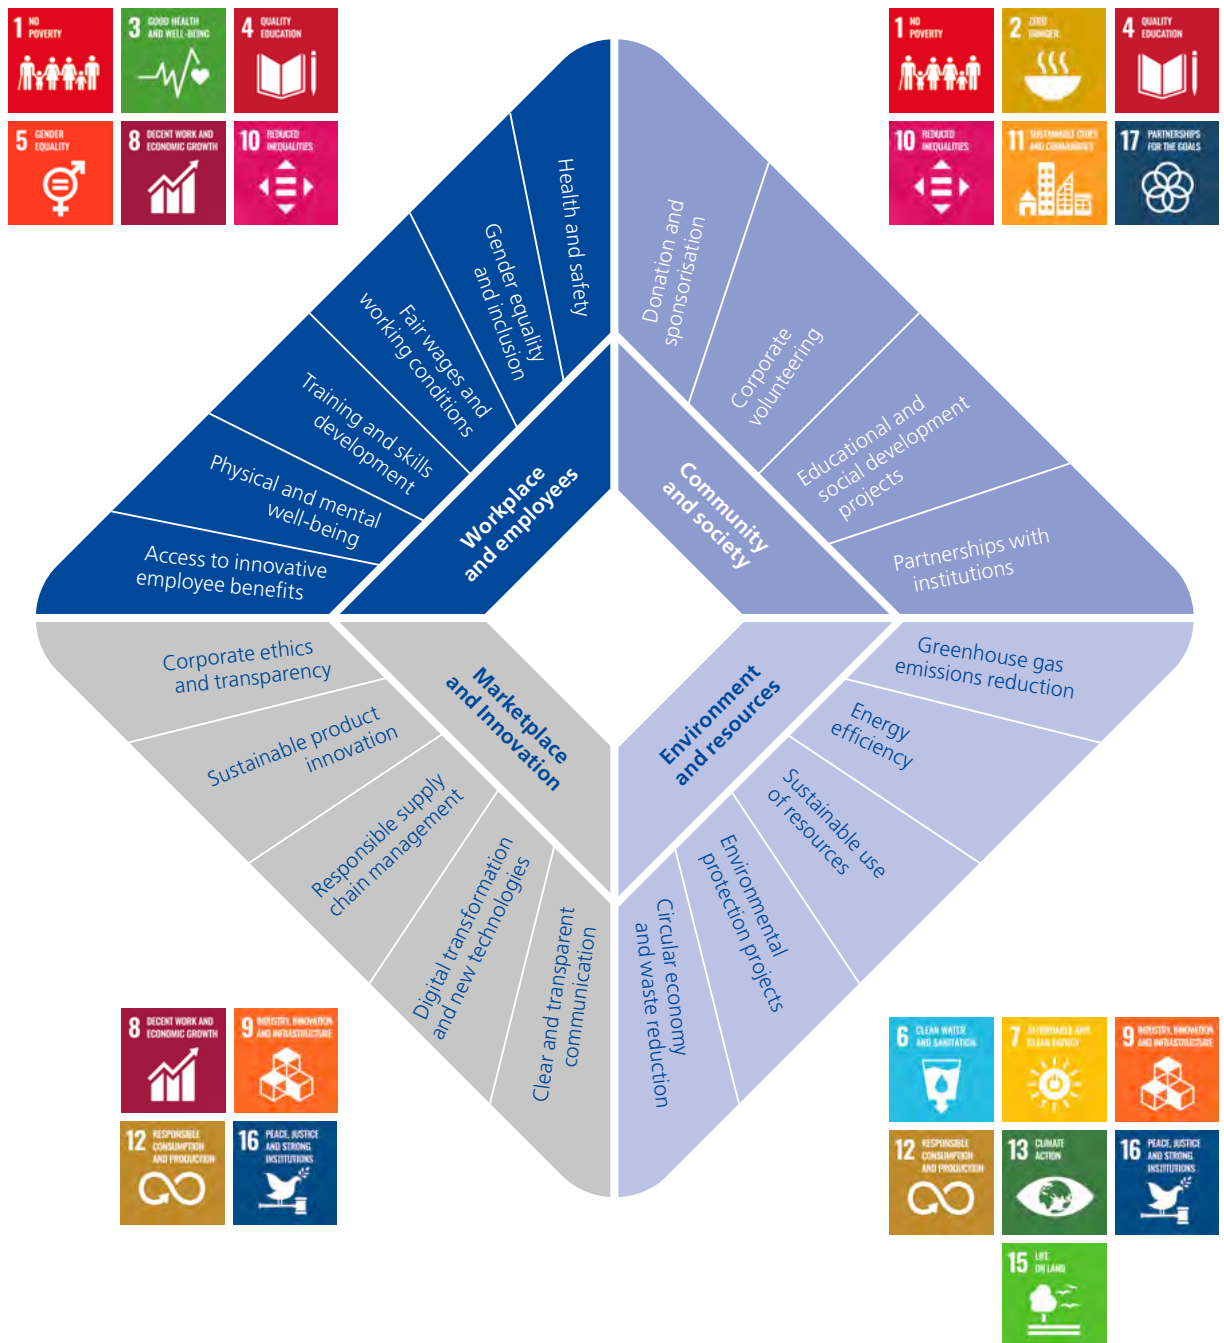 1 NO
POVERTY
3 GOOD HEALTH
AND WELL-BEING
4 QUALITY
EDUCATION
5 GENDER
EQUALITY
8 DECENT WORK AND
ECONOMIC GROWTH
10 REDUCED
INEQUALITIES
1 NO
POVERTY
2 ZERO
HUNGER
4 QUALITY
EDUCATION
10 REDUCED
INEQUALITIES
11 SUSTAINABLE CITIES
AND COMMUNITIES
17 PARTNERSHIPS
FOR THE GOALS
Workplace
and employees
Health and safety
Gender equality
and inclusion
Fair wages and
working conditions
Training and skills
development
Physical and mental
well-being
Access to innovative
employee benefits
Community
and society
Donation and
sponsorisation
Corporate
volunteering
Educational and
social development
projects
Partnerships with
institutions
Marketplace
and Innovation
Corporate ethics
and transparency
Sustainable product
innovation
Responsible supply
chain management
Digital transformation
and new technologies
Clear and transparent
communication
Environment
and resources
Greenhouse gas
emissions reduction
Energy
efficiency
Sustainable use
of resources
Environmental
protection projects
Circular economy
and waste reduction
8 DECENT WORK AND
ECONOMIC GROWTH
9 INDUSTRY, INNOVATION
AND INFRASTRUCTURE
12 RESPONSIBLE
CONSUMPTION
AND PRODUCTION
16 PEACE, JUSTICE
AND STRONG
INSTITUTIONS
6 CLEAN WATER
AND SANITATION
7 AFFORDABLE AND
CLEAN ENERGY
9 INDUSTRY, INNOVATION
AND INFRASTRUCTURE
12 RESPONSIBLE
CONSUMPTION
AND PRODUCTION
13 CLIMATE
ACTION
16 PEACE, JUSTICE
AND STRONG
INSTITUTIONS
15 LIFE
ON LAND